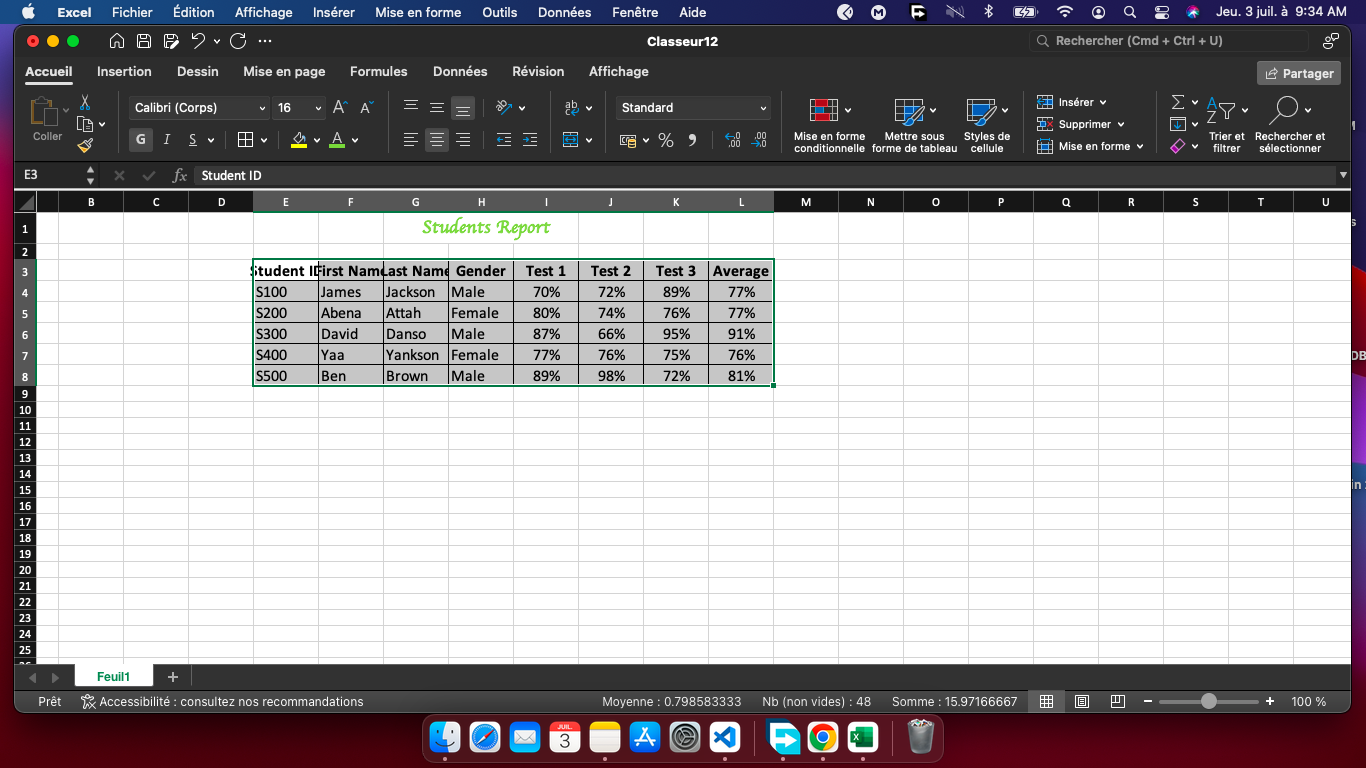 Excel Fichier Édition Affichage Insérer Mise en forme Outils Données Fenêtre Aide Jeu. 3 juil. à 9:34 AM
Classeur12
Rechercher (Cmd + Ctrl + U)
Accueil Insertion Dessin Mise en page Formules Données Révision Affichage Partager
Coller
Calibri (Corps) 16
G I S
Standard
Mise en forme conditionnelle
Mettre sous forme de tableau
Styles de cellule
Insérer
Supprimer
Mise en forme
Trier et filtrer
Rechercher et sélectionner
E3 fx Student ID
B C D E F G H I J K L M N O P Q R S T U
1 Students Report
2
3 Student I First Nam Last Name Gender Test 1 Test 2 Test 3 Average
4 S100 James Jackson Male 70% 72% 89% 77%
5 S200 Abena Attah Female 80% 74% 76% 77%
6 S300 David Danso Male 87% 66% 95% 91%
7 S400 Yaa Yankson Female 77% 76% 75% 76%
8 S500 Ben Brown Male 89% 98% 72% 81%
9
10
11
12
13
14
15
16
17
18
19
20
21
22
23
24
25
Feuil1 +
Prêt Accessibilité : consultez nos recommandations Moyenne : 0.798583333 Nb (non vides) : 48 Somme : 15.97166667 100 %
JUIL. 3